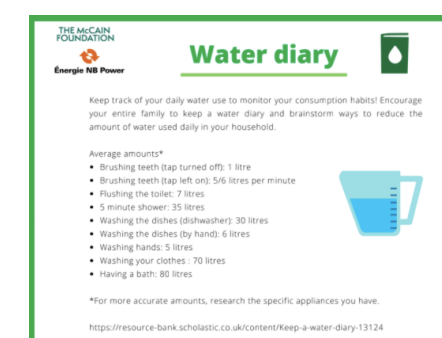 THE McCAIN
FOUNDATION
Énergie NB Power
Water diary
Keep track of your daily water use to monitor your consumption habits! Encourage
your entire family to keep a water diary and brainstorm ways to reduce the
amount of water used daily in your household.
Average amounts*
• Brushing teeth (tap turned off): 1 litre
• Brushing teeth (tap left on): 5/6 litres per minute
• Flushing the toilet: 7 litres
• 5 minute shower: 35 litres
• Washing the dishes (dishwasher): 30 litres
• Washing the dishes (by hand): 6 litres
• Washing hands: 5 litres
• Washing your clothes : 70 litres
• Having a bath: 80 litres
*For more accurate amounts, research the specific appliances you have.
https://resource-bank.scholastic.co.uk/content/Keep-a-water-diary-13124